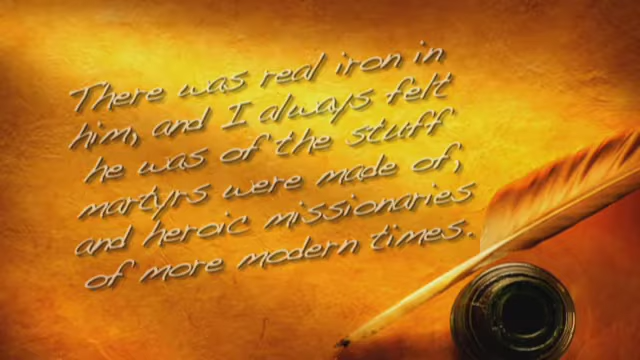 There was real iron in
him, and I always felt
he was of the stuff
martyrs were made of,
and heroic missionaries
of more modern times.